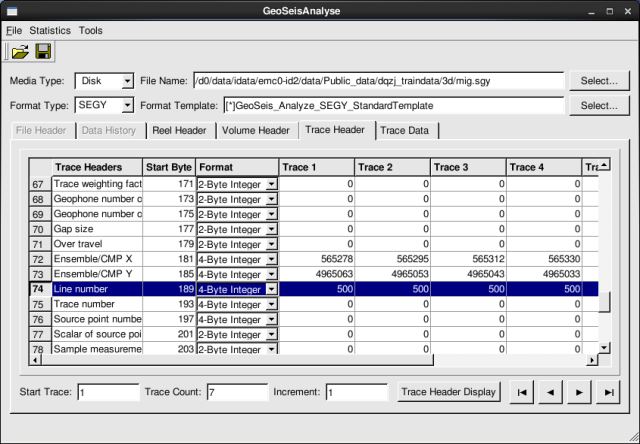 GeoSeisAnalyse
File Statistics Tools
Media Type: Disk File Name: /d0/data/idata/emc0-id2/data/Public_data/dqzj_traindata/3d/mig.sgy Select...
Format Type: SEGY Format Template: [*]GeoSeis_Analyze_SEGY_StandardTemplate Select...
File Header Data History Reel Header Volume Header Trace Header Trace Data
Trace Headers Start Byte Format Trace 1 Trace 2 Trace 3 Trace 4 Tra
67 Trace weighting fact 171 2-Byte Integer 0 0 0 0
68 Geophone number o 173 2-Byte Integer 0 0 0 0
69 Geophone number o 175 2-Byte Integer 0 0 0 0
70 Gap size 177 2-Byte Integer 0 0 0 0
71 Over travel 179 2-Byte Integer 0 0 0 0
72 Ensemble/CMP X 181 4-Byte Integer 565278 565295 565312 565330
73 Ensemble/CMP Y 185 4-Byte Integer 4965063 4965053 4965043 4965033
74 Line number 189 4-Byte Integer 500 500 500 500
75 Trace number 193 4-Byte Integer 0 0 0 0
76 Source point numbe 197 4-Byte Integer 0 0 0 0
77 Scalar of source poi 201 2-Byte Integer 0 0 0 0
78 Sample measureme 203 2-Byte Integer 0 0 0 0
Start Trace: 1 Trace Count: 7 Increment: 1 Trace Header Display